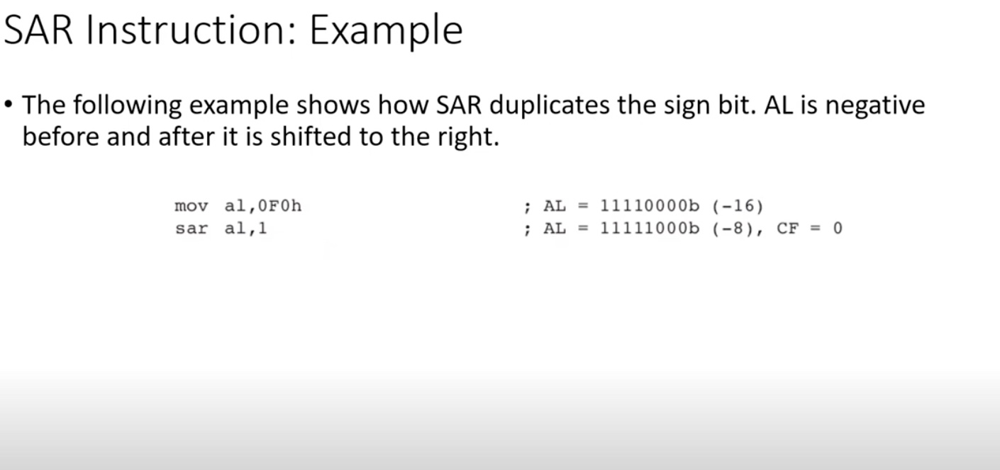 SAR Instruction: Example
• The following example shows how SAR duplicates the sign bit. AL is negative
before and after it is shifted to the right.
mov al,0F0h ; AL = 11110000b (-16)
sar al,1 ; AL = 11111000b (-8), CF = 0